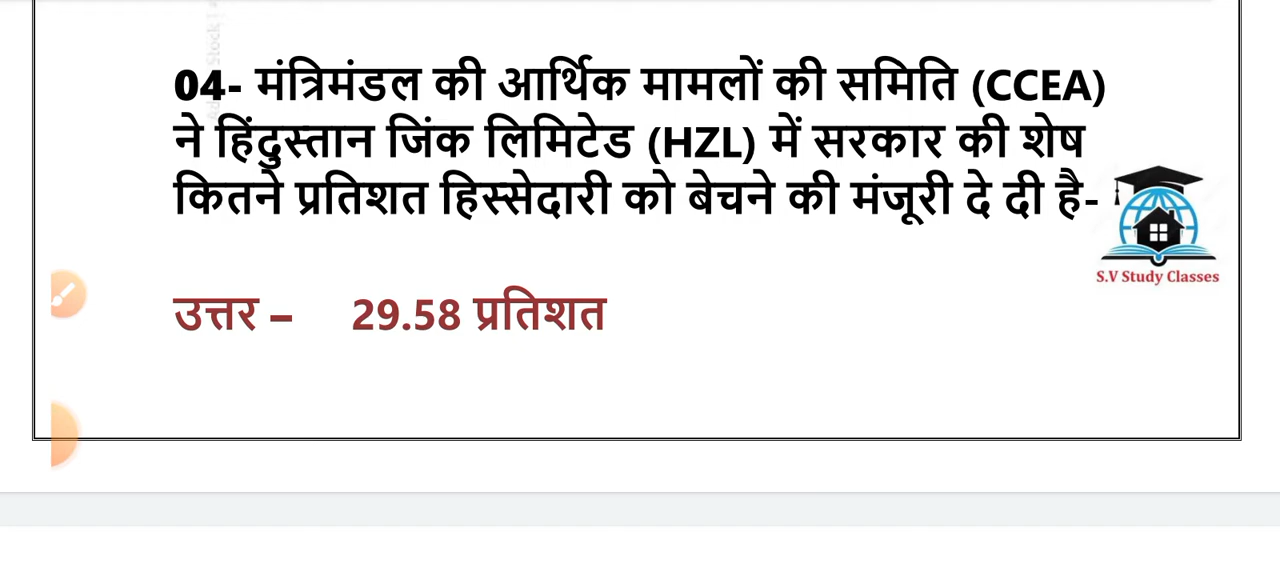 04- मंत्रिमंडल की आर्थिक मामलों की समिति (CCEA)
ने हिंदुस्तान जिंक लिमिटेड (HZL) में सरकार की शेष
कितने प्रतिशत हिस्सेदारी को बेचने की मंजूरी दे दी है-
S.V Study Classes
उत्तर – 29.58 प्रतिशत